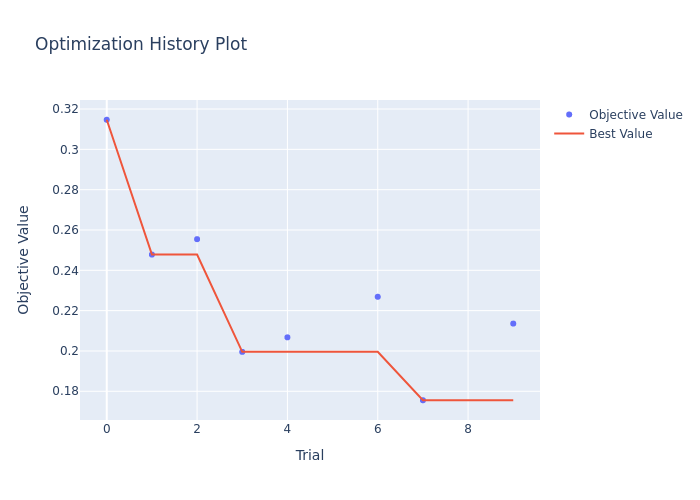 Optimization History Plot
0.32
0.3
0.28
0.26
0.24
0.22
0.2
0.18
Objective Value
0 2 4 6 8
Trial
Objective Value
Best Value